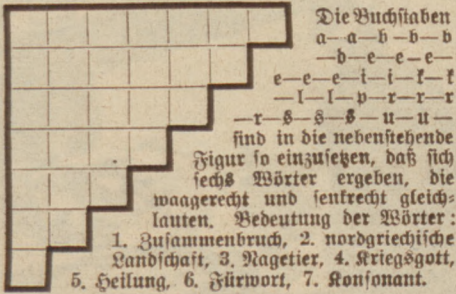 Die Buchstaben
a—a—b—b—b
—d—e—e—e—
e—e—e—i—i—k—k
—l—l—p—r—r—r
—r—s—s—s—u—u—
sind in die nebenstehende
Figur so einzusetzen, daß sich
sechs Wörter ergeben, die
waagerecht und senkrecht gleich-
lauten. Bedeutung der Wörter:
1. Zusammenbruch, 2. nordgriechische
Landschaft, 3. Nagetier, 4. Kriegsgott,
5. Heilung, 6. Fürwort, 7. Konsonant.